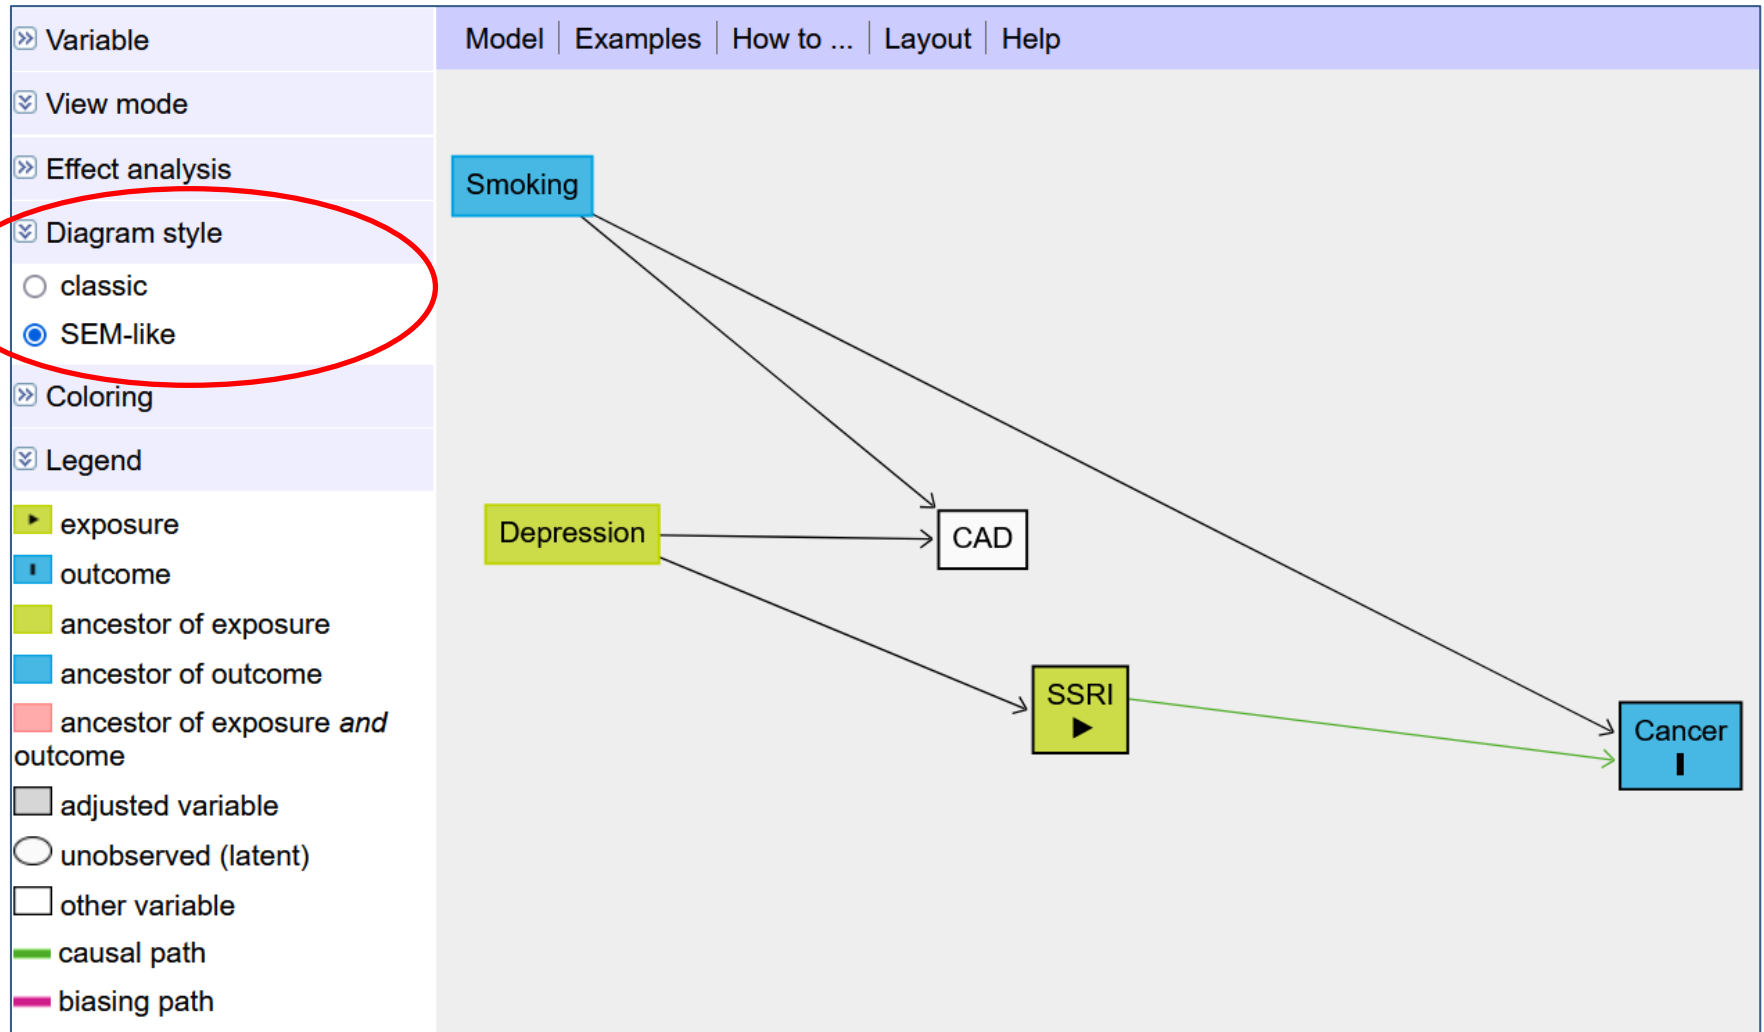 Variable
View mode
Effect analysis
Diagram style
classic
SEM-like
Coloring
Legend
exposure
outcome
ancestor of exposure
ancestor of outcome
ancestor of exposure and
outcome
adjusted variable
unobserved (latent)
other variable
causal path
biasing path
Model | Examples | How to ... | Layout | Help
Smoking
Depression
CAD
SSRI
Cancer